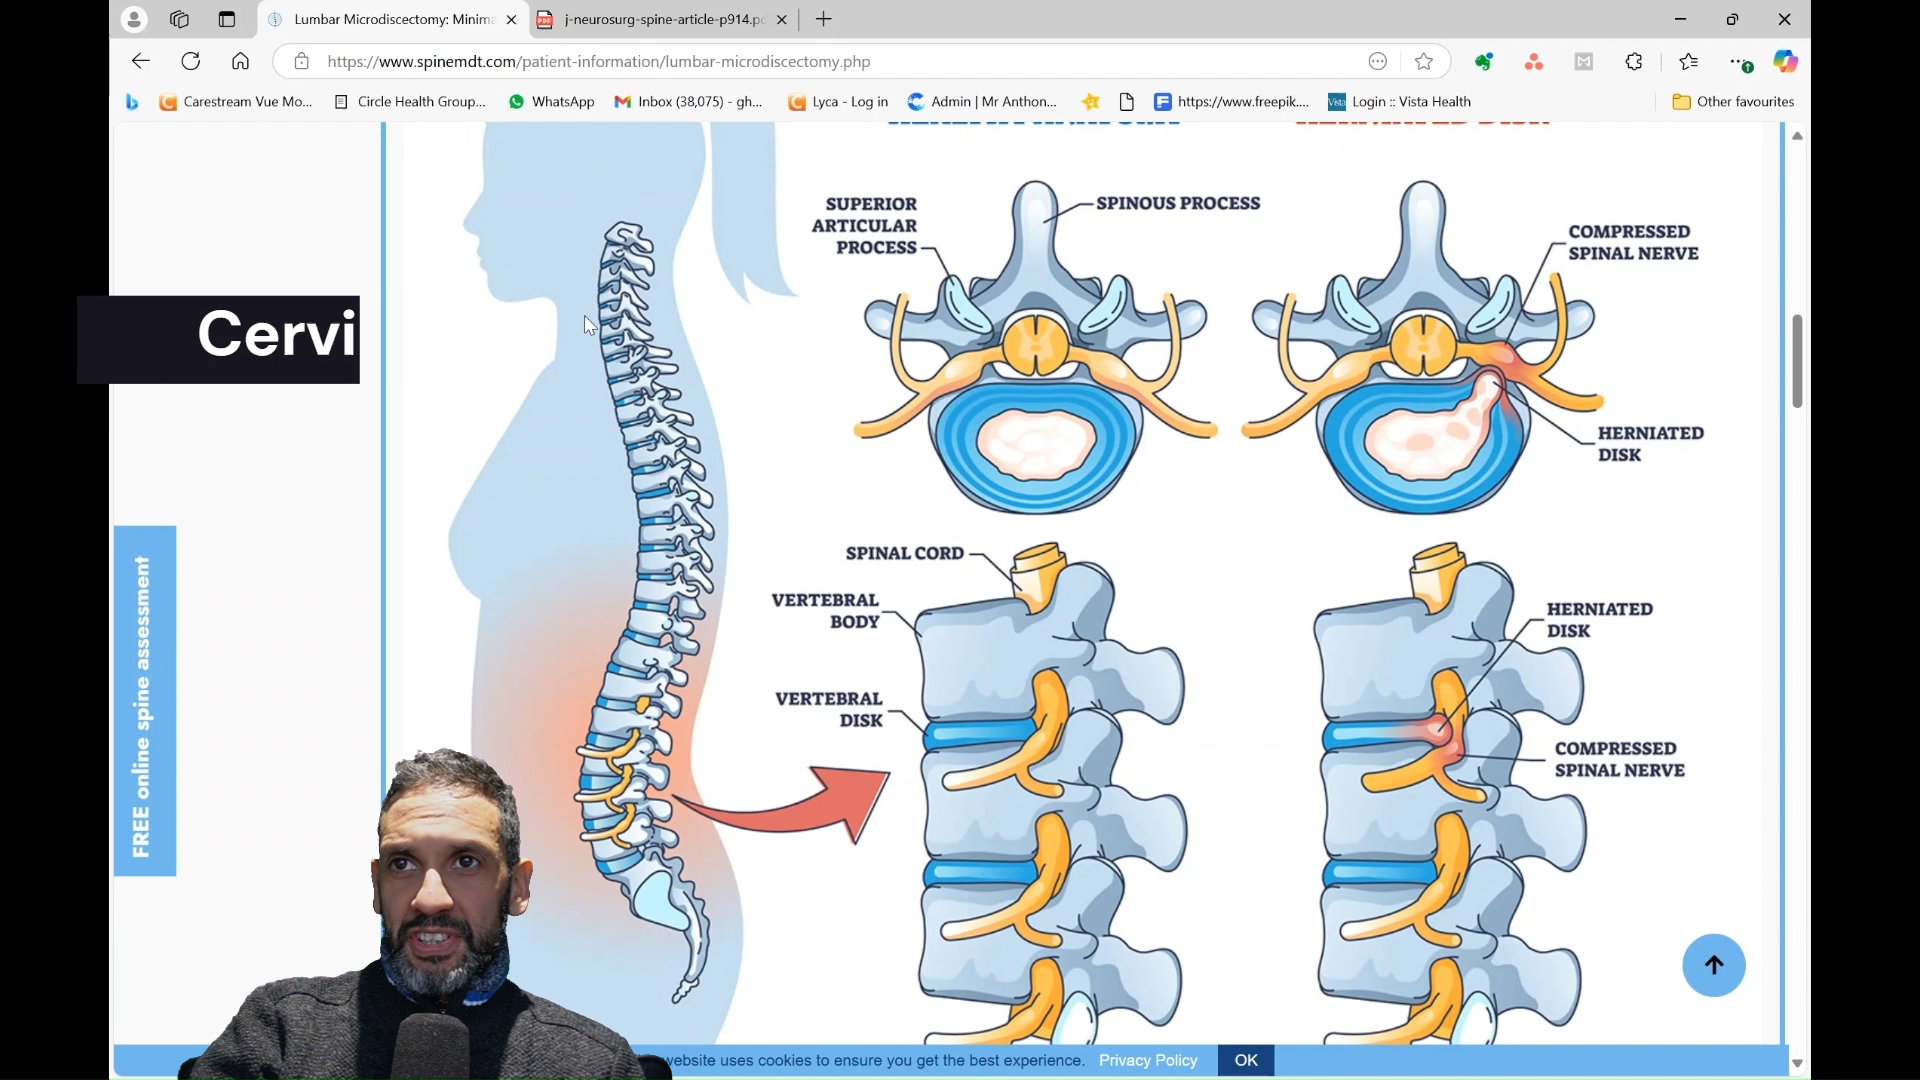 Lumbar Microdiscectomy: Minima
j-neurosurg-spine-article-p914.pd
https://www.spinemdt.com/patient-information/lumbar-microdiscectomy.php
Carestream Vue Mo...
Circle Health Group...
WhatsApp
Inbox (38,075) - gh...
Lyca - Log in
Admin | Mr Anthon...
https://www.freepik....
Vista
Login :: Vista Health
Other favourites
SUPERIOR
ARTICULAR
PROCESS
SPINOUS PROCESS
COMPRESSED
SPINAL NERVE
HERNIATED
DISK
Cervi
SPINAL CORD
VERTEBRAL
BODY
VERTEBRAL
DISK
HERNIATED
DISK
COMPRESSED
SPINAL NERVE
FREE online spine assessment
website uses cookies to ensure you get the best experience. Privacy Policy OK